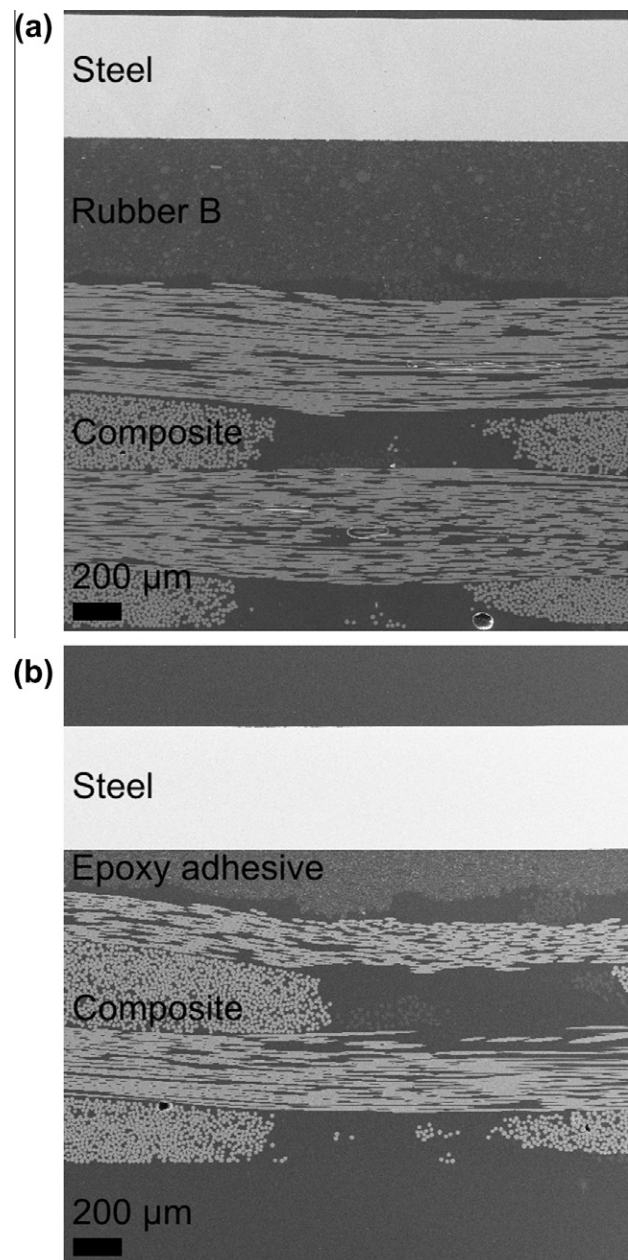 (a)
Steel
Rubber B
Composite
200 µm
(b)
Steel
Epoxy adhesive
Composite
200 µm